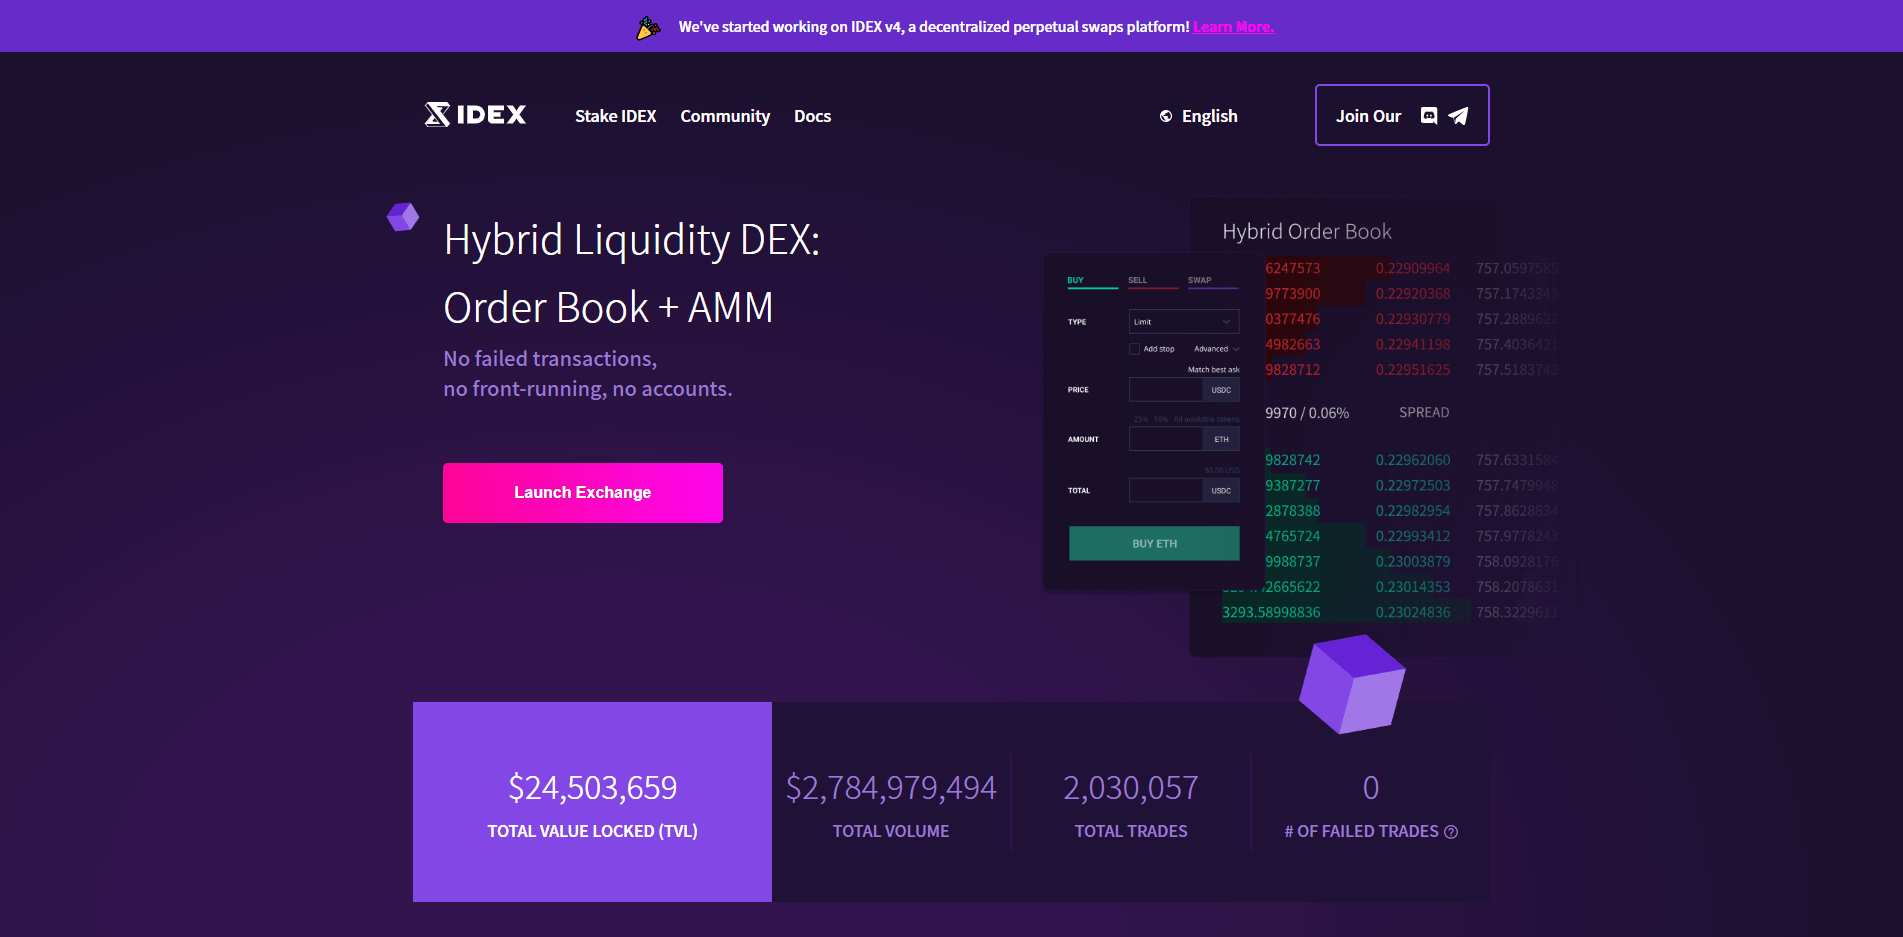 We've started working on IDEX v4, a decentralized perpetual swaps platform! Learn More.
IDEX
Stake IDEX
Community
Docs
English
Join Our
Hybrid Liquidity DEX:
Order Book + AMM
No failed transactions,
no front-running, no accounts.
Launch Exchange
BUY
SELL
SWAP
TYPE
Limit
Add stop
Advanced
Match best ask
PRICE
USDC
25% 50% All available tokens
AMOUNT
ETH
$0.00 USD
TOTAL
USDC
BUY ETH
Hybrid Order Book
6247573 0.22909964 757.0597585
9773900 0.22920368 757.1743343
0377476 0.22930779 757.2889622
4982663 0.22941198 757.4036421
9828712 0.22951625 757.5183742
9970 / 0.06% SPREAD
9828742 0.22962060 757.6331584
9387277 0.22972503 757.7479948
2878388 0.22982954 757.8628834
4765724 0.22993412 757.9778243
9988737 0.23003879 758.0928176
2665622 0.23014353 758.2078631
3293.58998836 0.23024836 758.3229611
$24,503,659
TOTAL VALUE LOCKED (TVL)
$2,784,979,494
TOTAL VOLUME
2,030,057
TOTAL TRADES
0
# OF FAILED TRADES ?